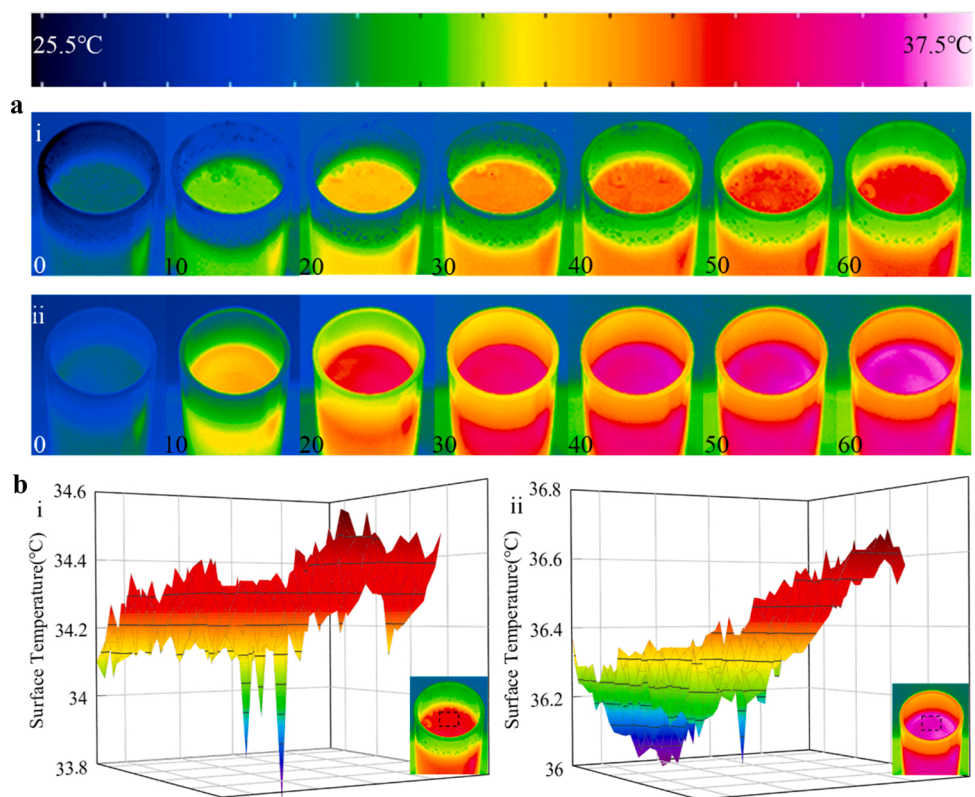 25.5℃ 37.5℃
a
i
0 10 20 30 40 50 60
ii
0 10 20 30 40 50 60
b
i
34.6
34.4
34.2
34
33.8
Surface Temperature(℃)
ii
36.8
36.6
36.4
36.2
36
Surface Temperature(℃)